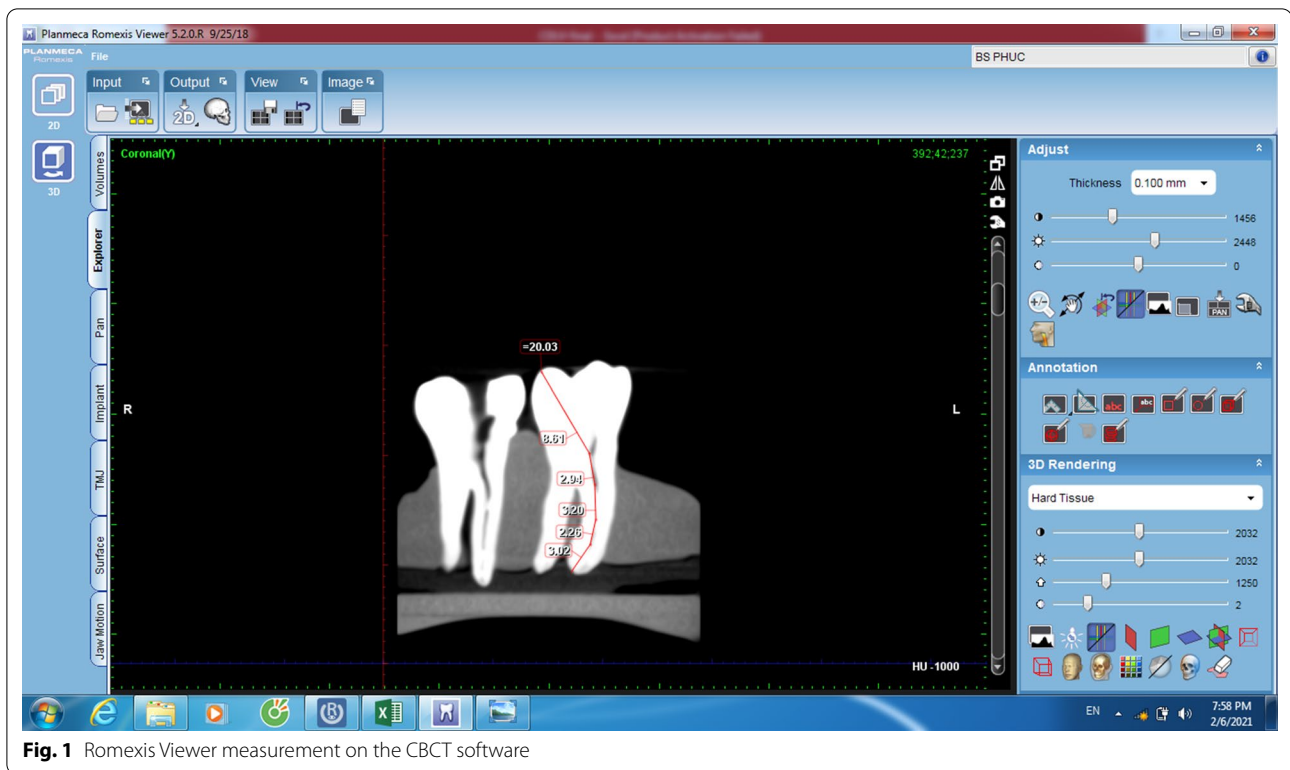 Planmeca Romexis Viewer 5.2.0.R 9/25/18
PLANMECA
Romexis
File
BS PHUC
2D
3D
Input
Output
View
Image
2D
Volumes
Explorer
Pan
Implant
TMJ
Surface
Jaw Motion
Coronal(Y)
392;42;237
R
L
=20.03
8.61
2.94
3.20
2.26
3.02
HU -1000
Adjust
Thickness 0.100 mm
1456
2448
0
+/-
PAN
Annotation
abc
abc
3D Rendering
Hard Tissue
2032
2032
1250
2
EN
7:58 PM
2/6/2021
Fig. 1 Romexis Viewer measurement on the CBCT software